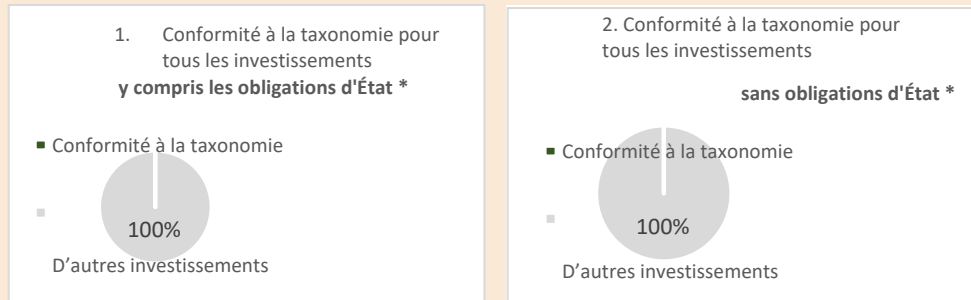 1. Conformité à la taxonomie pour
tous les investissements
y compris les obligations d'État *
Conformité à la taxonomie
100%
D’autres investissements
2. Conformité à la taxonomie pour
tous les investissements
sans obligations d'État *
Conformité à la taxonomie
100%
D’autres investissements